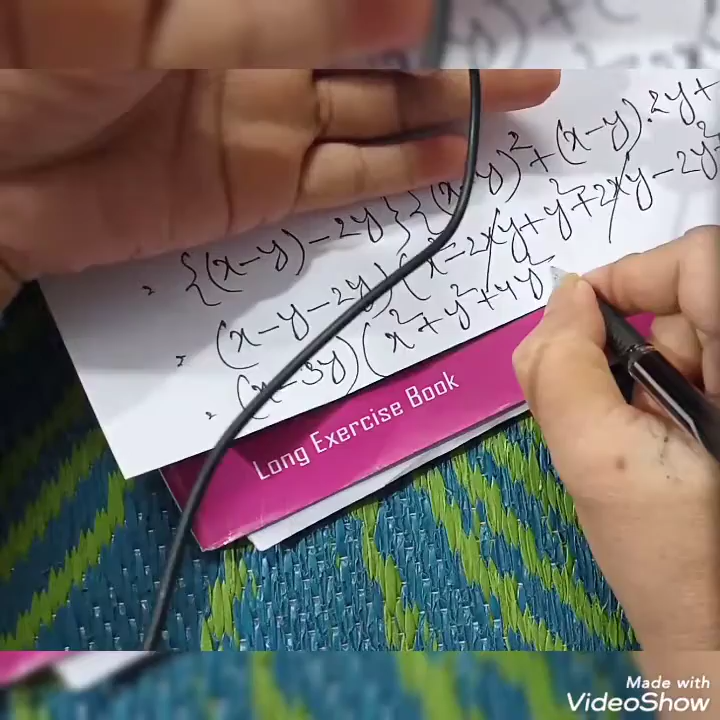 = {(x-y)-2y}{(x-y)²+(x-y).2y+
= (x-y-2y)(x²-2xy+y²+2xy-2y²
= (x-3y)(x²+y²+4y²-
Long Exercise Book
Made with
VideoShow